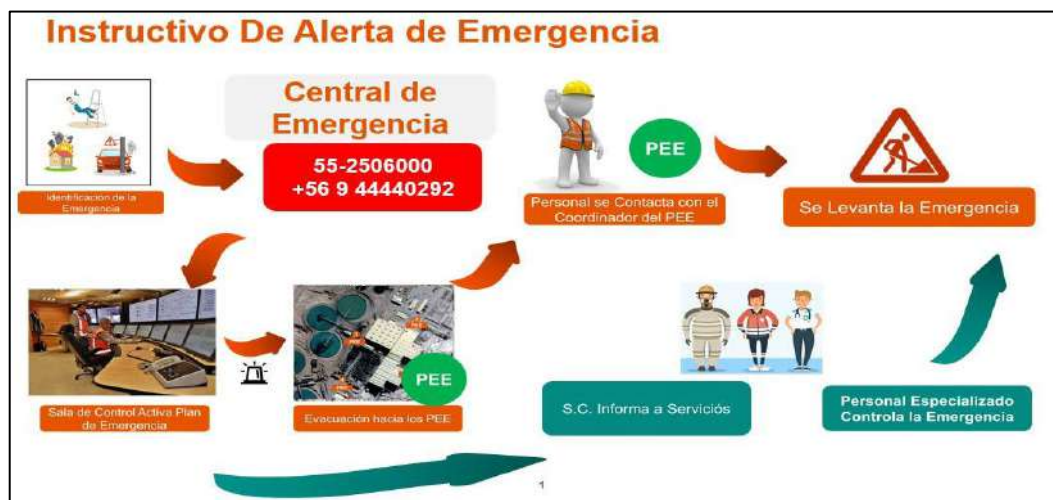 Instructivo De Alerta de Emergencia
Central de
Emergencia
55-2506000
+56 9 44440292
Identificacion de la
Emergencia
PEE
Personal se Contacta con el
Coordinador del PEE
Se Levanta la Emergencia
Sala de Control Activa Plan
de Emergencia
PEE
Evacuación hacia los PEE
S.C. Informa a Serviciós
Personal Especializado
Controla la Emergencia
1